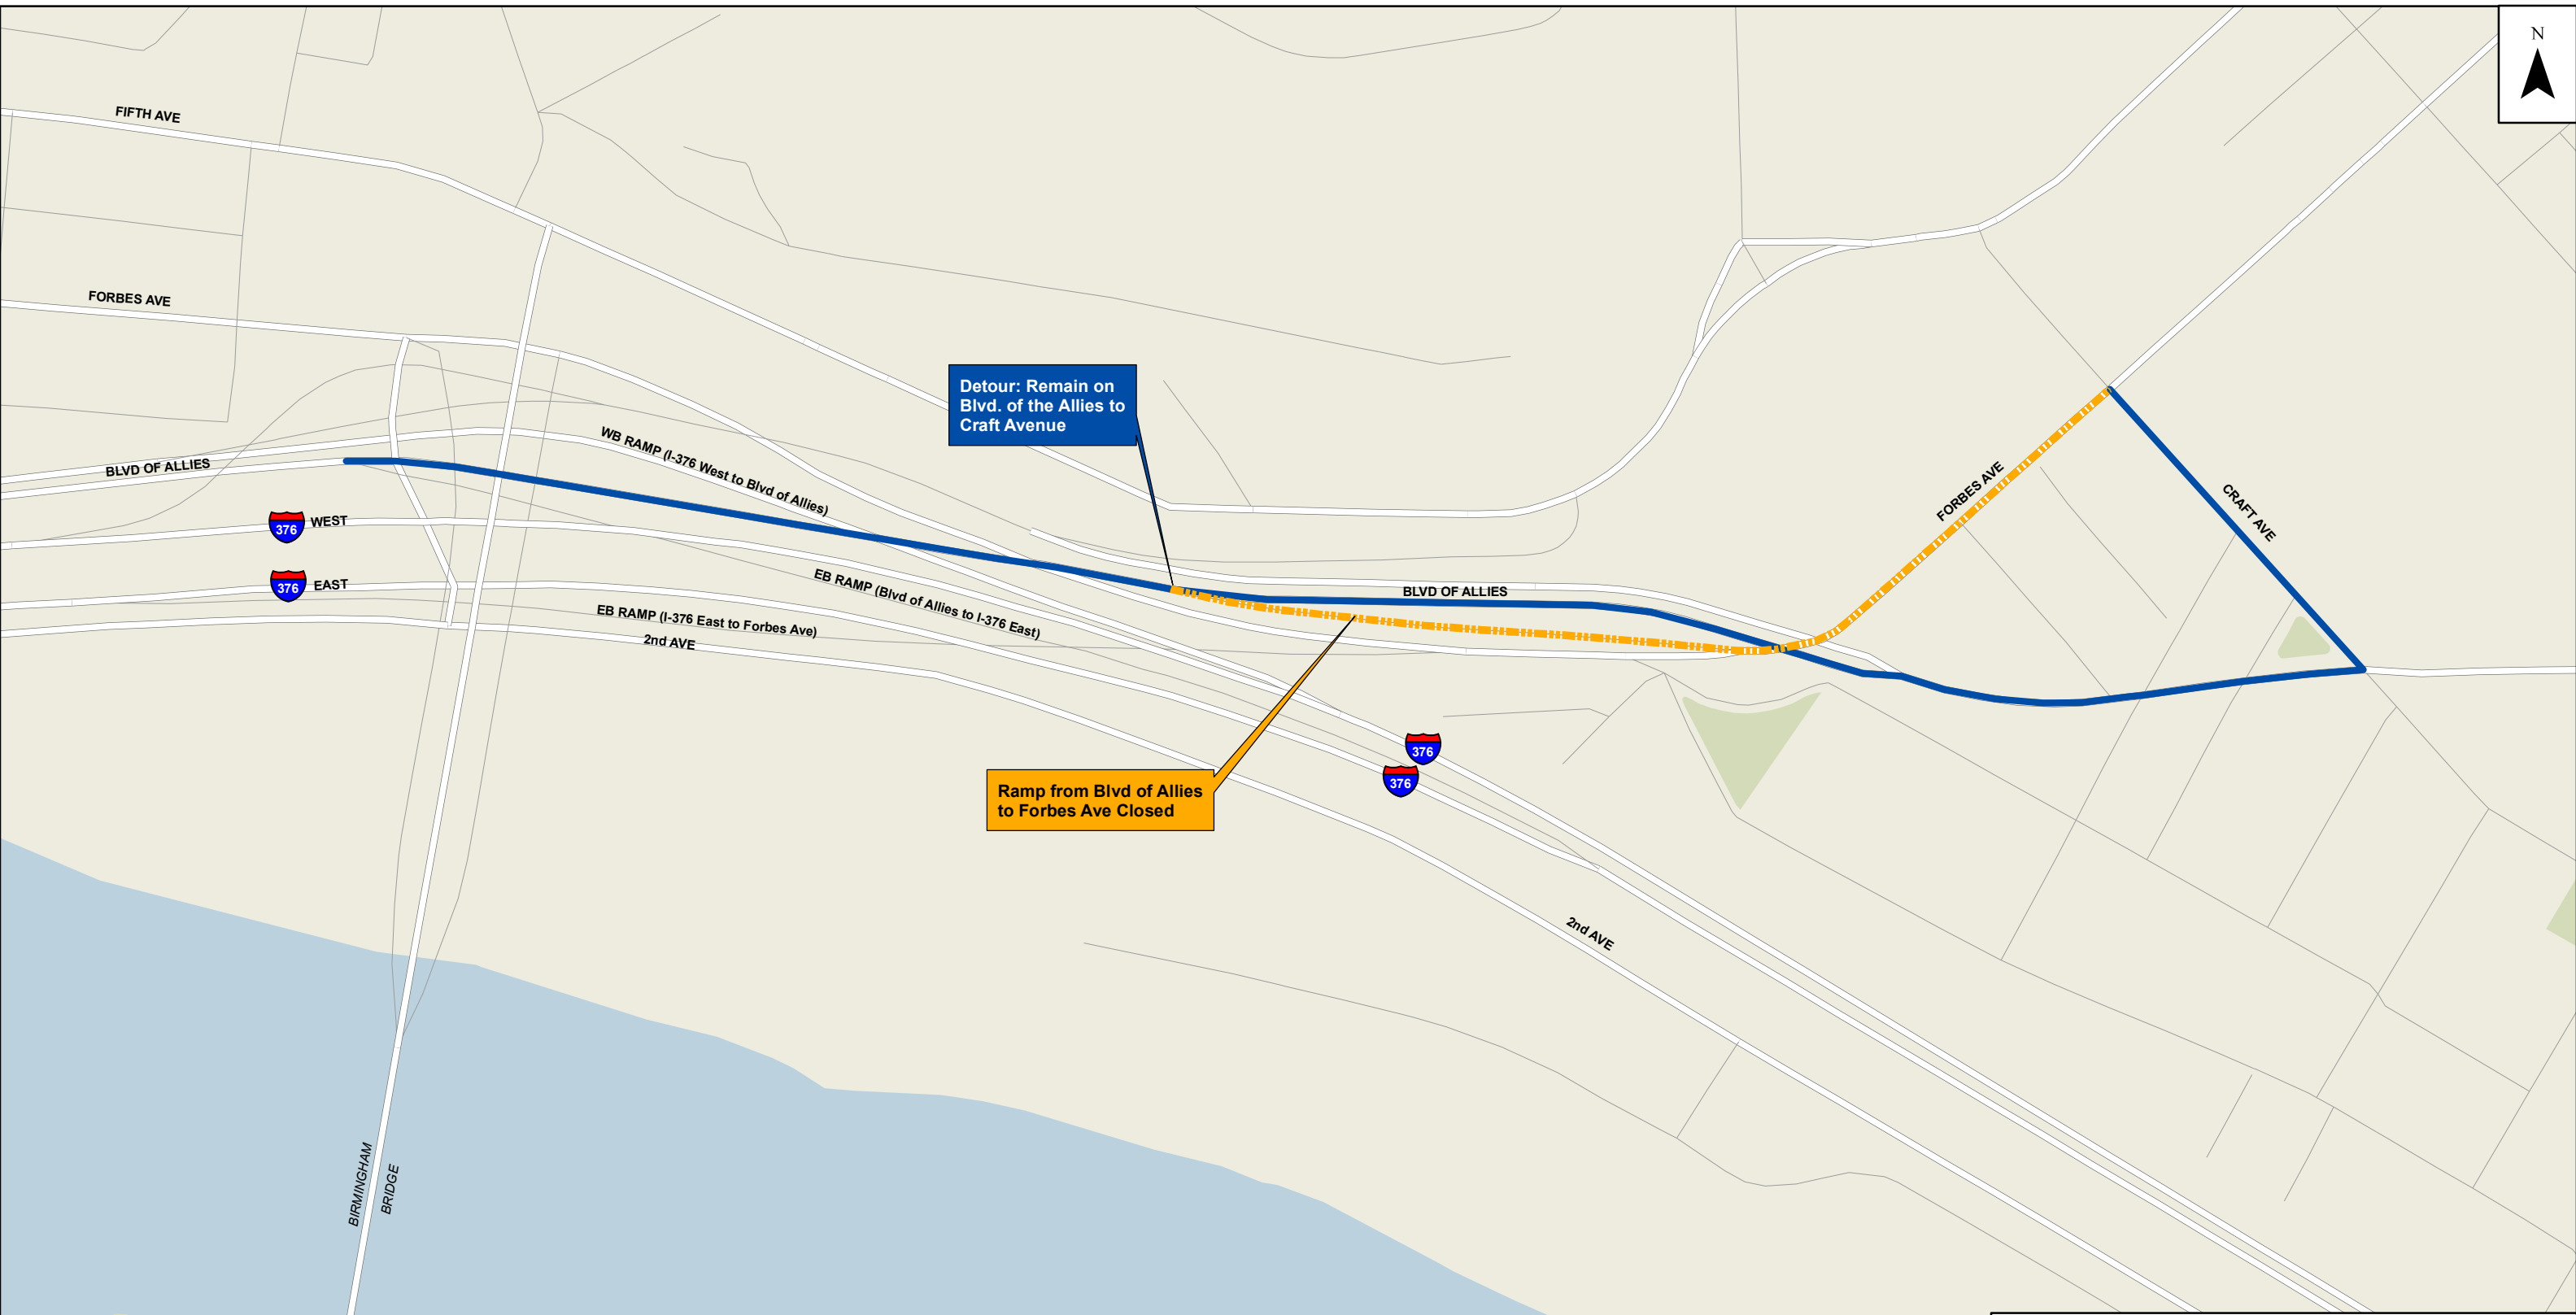 N
FIFTH AVE
FORBES AVE
Detour: Remain on
Blvd. of the Allies to
Craft Avenue
WB RAMP (I-376 West to Blvd of Allies)
BLVD OF ALLIES
FORBES AVE
CRAFT AVE
376
WEST
376
EAST
EB RAMP (Blvd of Allies to I-376 East)
BLVD OF ALLIES
EB RAMP (I-376 East to Forbes Ave)
2nd AVE
376
376
Ramp from Blvd of Allies
to Forbes Ave Closed
2nd AVE
BIRMINGHAM
BRIDGE